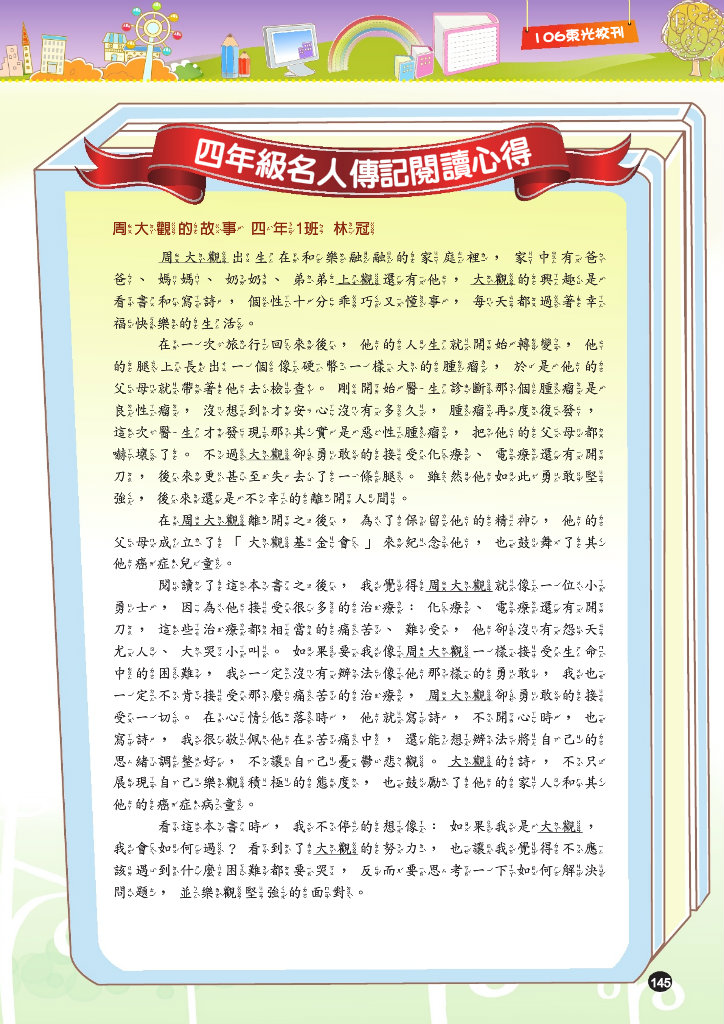 106東光校刊
四年級名人傳記閱讀心得
周大觀的故事 四年1班 林冠
周大觀出生在和樂融融的家庭裡，家中有爸
爸、媽媽、奶奶、弟弟上觀還有他，大觀的興趣是
看書和寫詩，個性十分乖巧又懂事，每天都過著幸
福快樂的生活。
在一次旅行回來後，他的人生就開始轉變，他
的腿上長出一個像硬幣一樣大的腫瘤，於是他的
父母就帶著他去檢查。剛開始醫生診斷那個腫瘤是
良性瘤，沒想到才安心沒有多久，腫瘤再度復發，
這次醫生才發現那其實是惡性腫瘤，把他的父母都
嚇壞了。不過大觀卻勇敢的接受化療、電療還有開
刀，後來更甚至失去了一條腿。雖然他如此勇敢堅
強，後來還是不幸的離開人間。
在周大觀離開之後，為了保留他的精神，他的
父母成立了「大觀基金會」來紀念他，也鼓舞了其
他癌症兒童。
閱讀了這本書之後，我覺得周大觀就像一位小
勇士，因為他接受很多的治療：化療、電療還有開
刀，這些治療都相當的痛苦、難受，他卻沒有怨天
尤人、大哭小叫。如果要我像周大觀一樣接受生命
中的困難，我一定沒有辦法像他那樣的勇敢，我也
一定不肯接受那麼痛苦的治療，周大觀卻勇敢的接
受一切。在心情低落時，他就寫詩，不開心時，也
寫詩，我很敬佩他在苦痛中，還能想辦法將自己的
思緒調整好，不讓自己憂鬱悲觀。大觀的詩，不只
展現自己樂觀積極的態度，也鼓勵了他的家人和其
他的癌症病童。
看這本書時，我不停的想像：如果我是大觀，
我會如何過？看到了大觀的努力，也讓我覺得不應
該遇到什麼困難都要哭，反而要思考一下如何解決
問題，並樂觀堅強的面對。
145